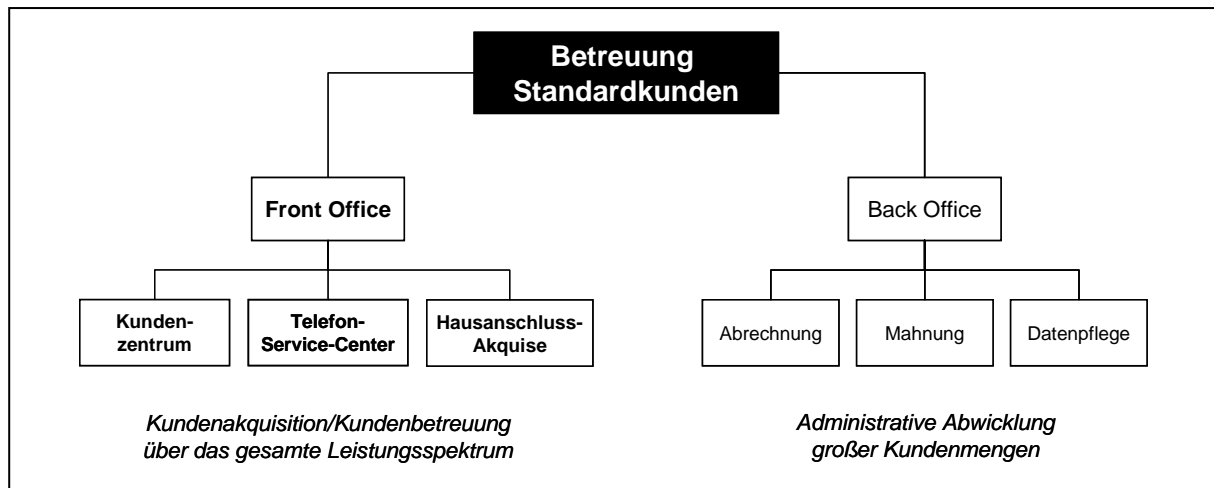 Betreuung
Standardkunden
Front Office
Back Office
Kunden-
zentrum
Telefon-
Service-Center
Hausanschluss-
Akquise
Abrechnung
Mahnung
Datenpflege
Kundenakquisition/Kundenbetreuung
über das gesamte Leistungsspektrum
Administrative Abwicklung
großer Kundenmengen